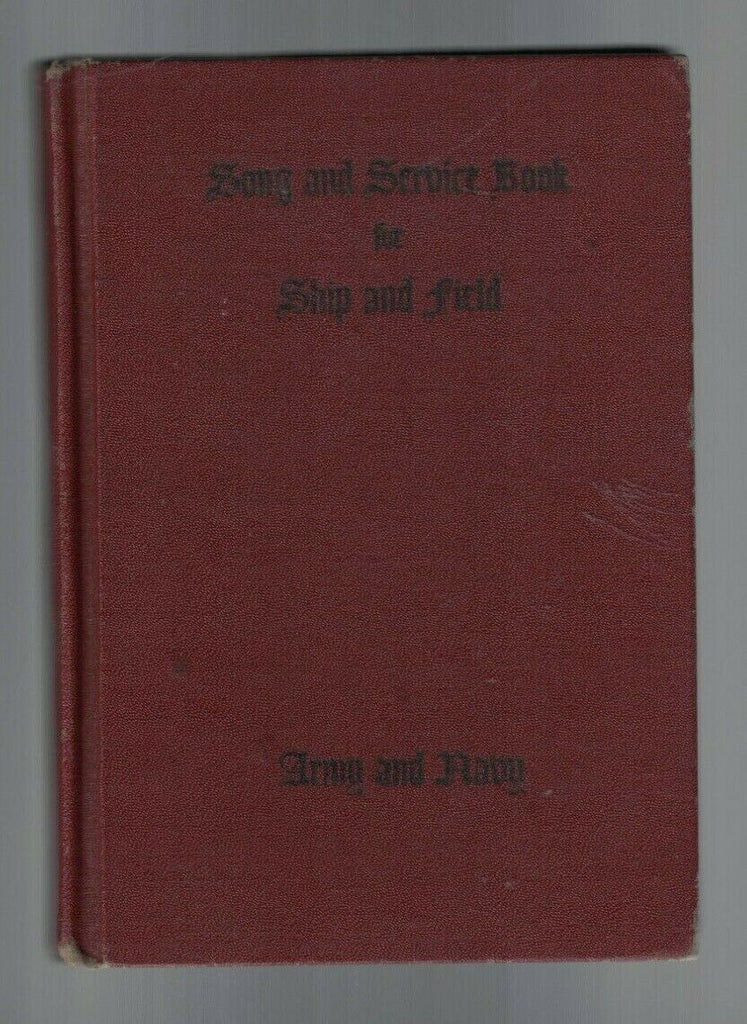 Song and Service Book
for
Ship and Field
Army and Navy